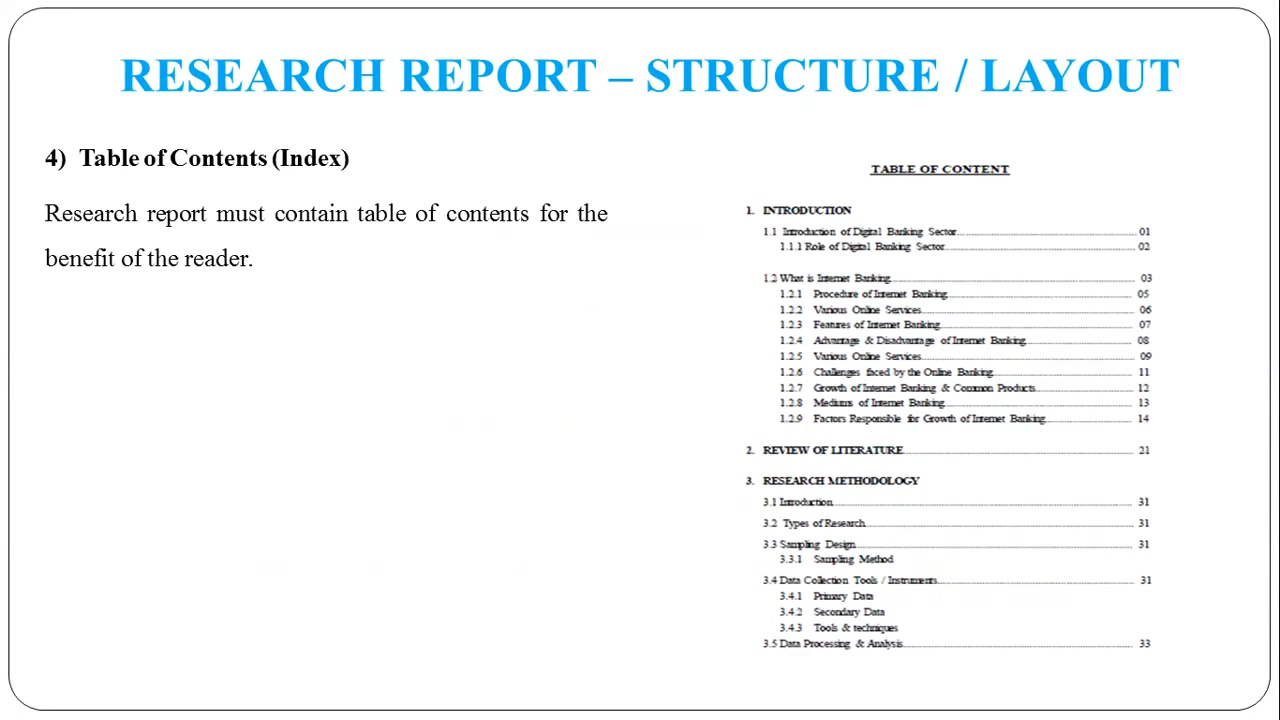 RESEARCH REPORT – STRUCTURE / LAYOUT
4) Table of Contents (Index)
Research report must contain table of contents for the
benefit of the reader.
TABLE OF CONTENT
1. INTRODUCTION
1.1 Introduction of Digital Banking Sector 01
1.1.1 Role of Digital Banking Sector 02
1.2 What is Internet Banking 03
1.2.1 Procedure of Internet Banking 05
1.2.2 Various Online Services 06
1.2.3 Features of Internet Banking 07
1.2.4 Advantage & Disadvantage of Internet Banking 08
1.2.5 Various Online Services 09
1.2.6 Challenges faced by the Online Banking 11
1.2.7 Growth of Internet Banking & Common Products 12
1.2.8 Mediums of Internet Banking 13
1.2.9 Factors Responsible for Growth of Internet Banking 14
2. REVIEW OF LITERATURE 21
3. RESEARCH METHODOLOGY
3.1 Introduction 31
3.2 Types of Research 31
3.3 Sampling Design 31
3.3.1 Sampling Method
3.4 Data Collection Tools / Instruments 31
3.4.1 Primary Data
3.4.2 Secondary Data
3.4.3 Tools & techniques
3.5 Data Processing & Analysis 33